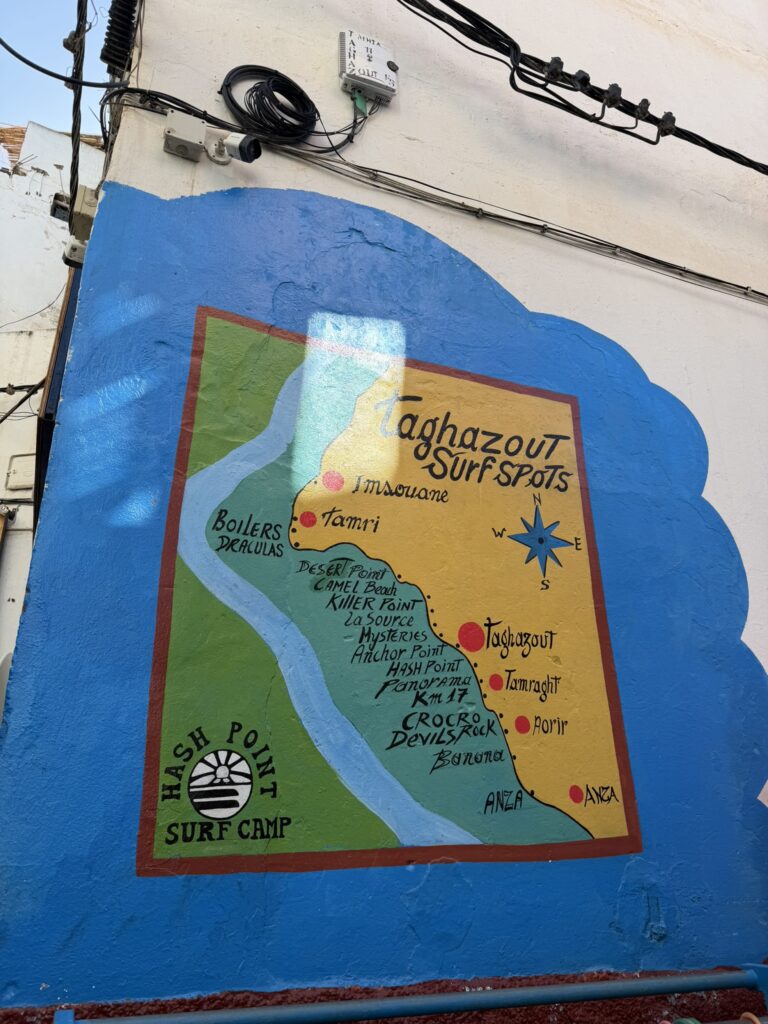 Taghazout
SURF SPOTS
N
W E
S
Imsouane
Tamri
BOILERS
DRACULAS
DESERT Point
CAMEL Beach
KILLER POINT
La Source
Mysteries
Anchor Point
HASH POINT
Panorama
Km 17
CROCRO
DEVILS ROCK
Banana
ANZA
Taghazout
Tamraght
Aorir
ANZA
HASH POINT
SURF CAMP